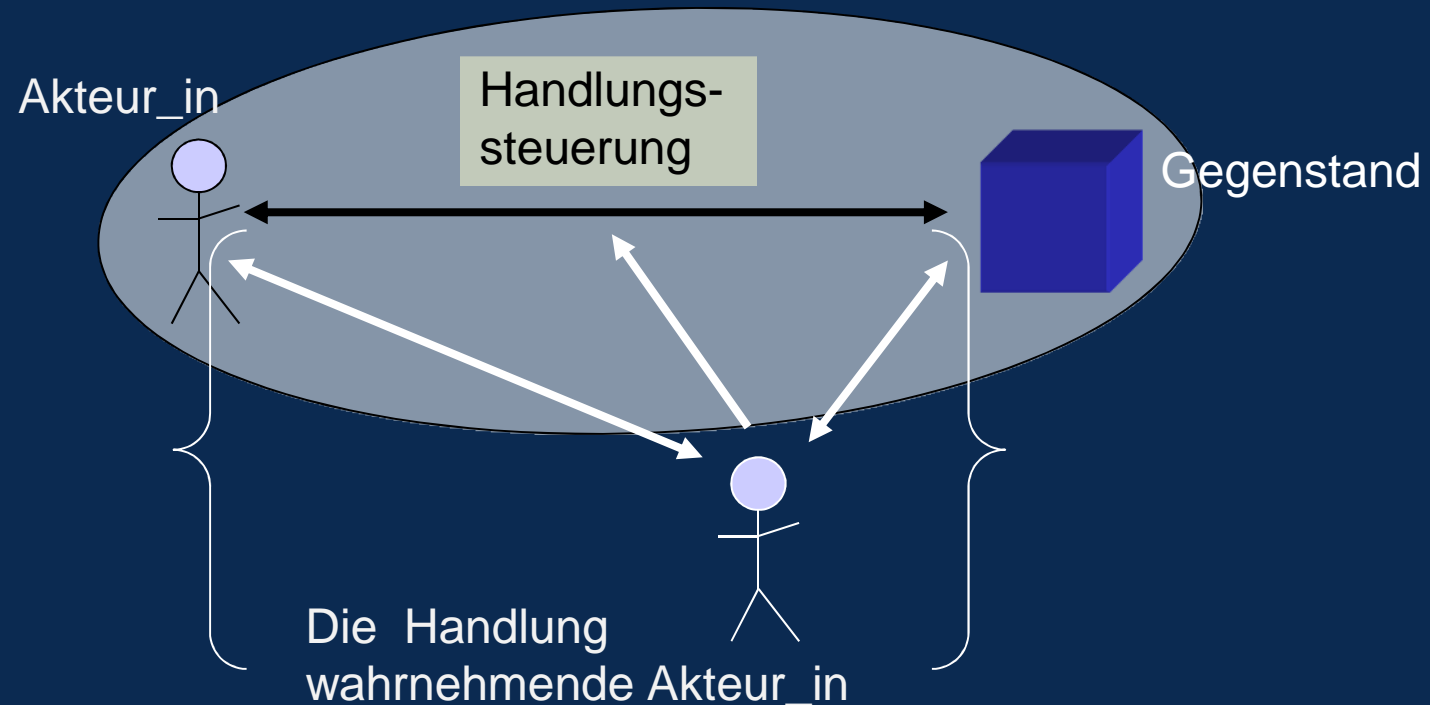 Akteur_in
Handlungs-
steuerung
Gegenstand
Die Handlung
wahrnehmende Akteur_in